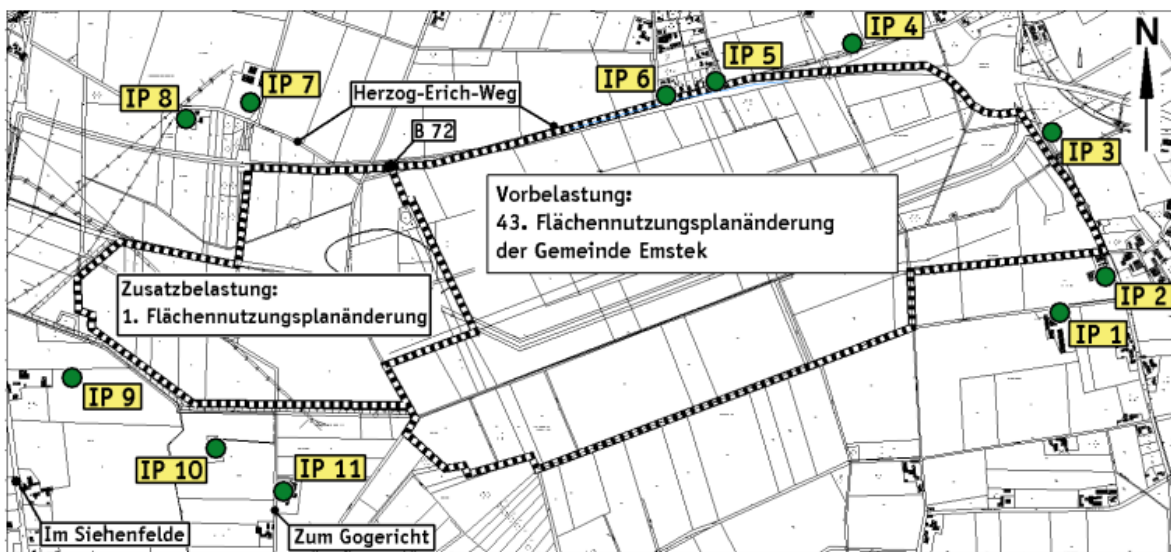 IP 4
N
IP 5
IP 6
IP 7
IP 8
Herzog-Erich-Weg
B 72
IP 3
Vorbelastung:
43. Flächennutzungsplanänderung
der Gemeinde Emstek
Zusatzbelastung:
1. Flächennutzungsplanänderung
IP 2
IP 1
IP 9
IP 10
IP 11
Im Siehenfelde
Zum Gogericht